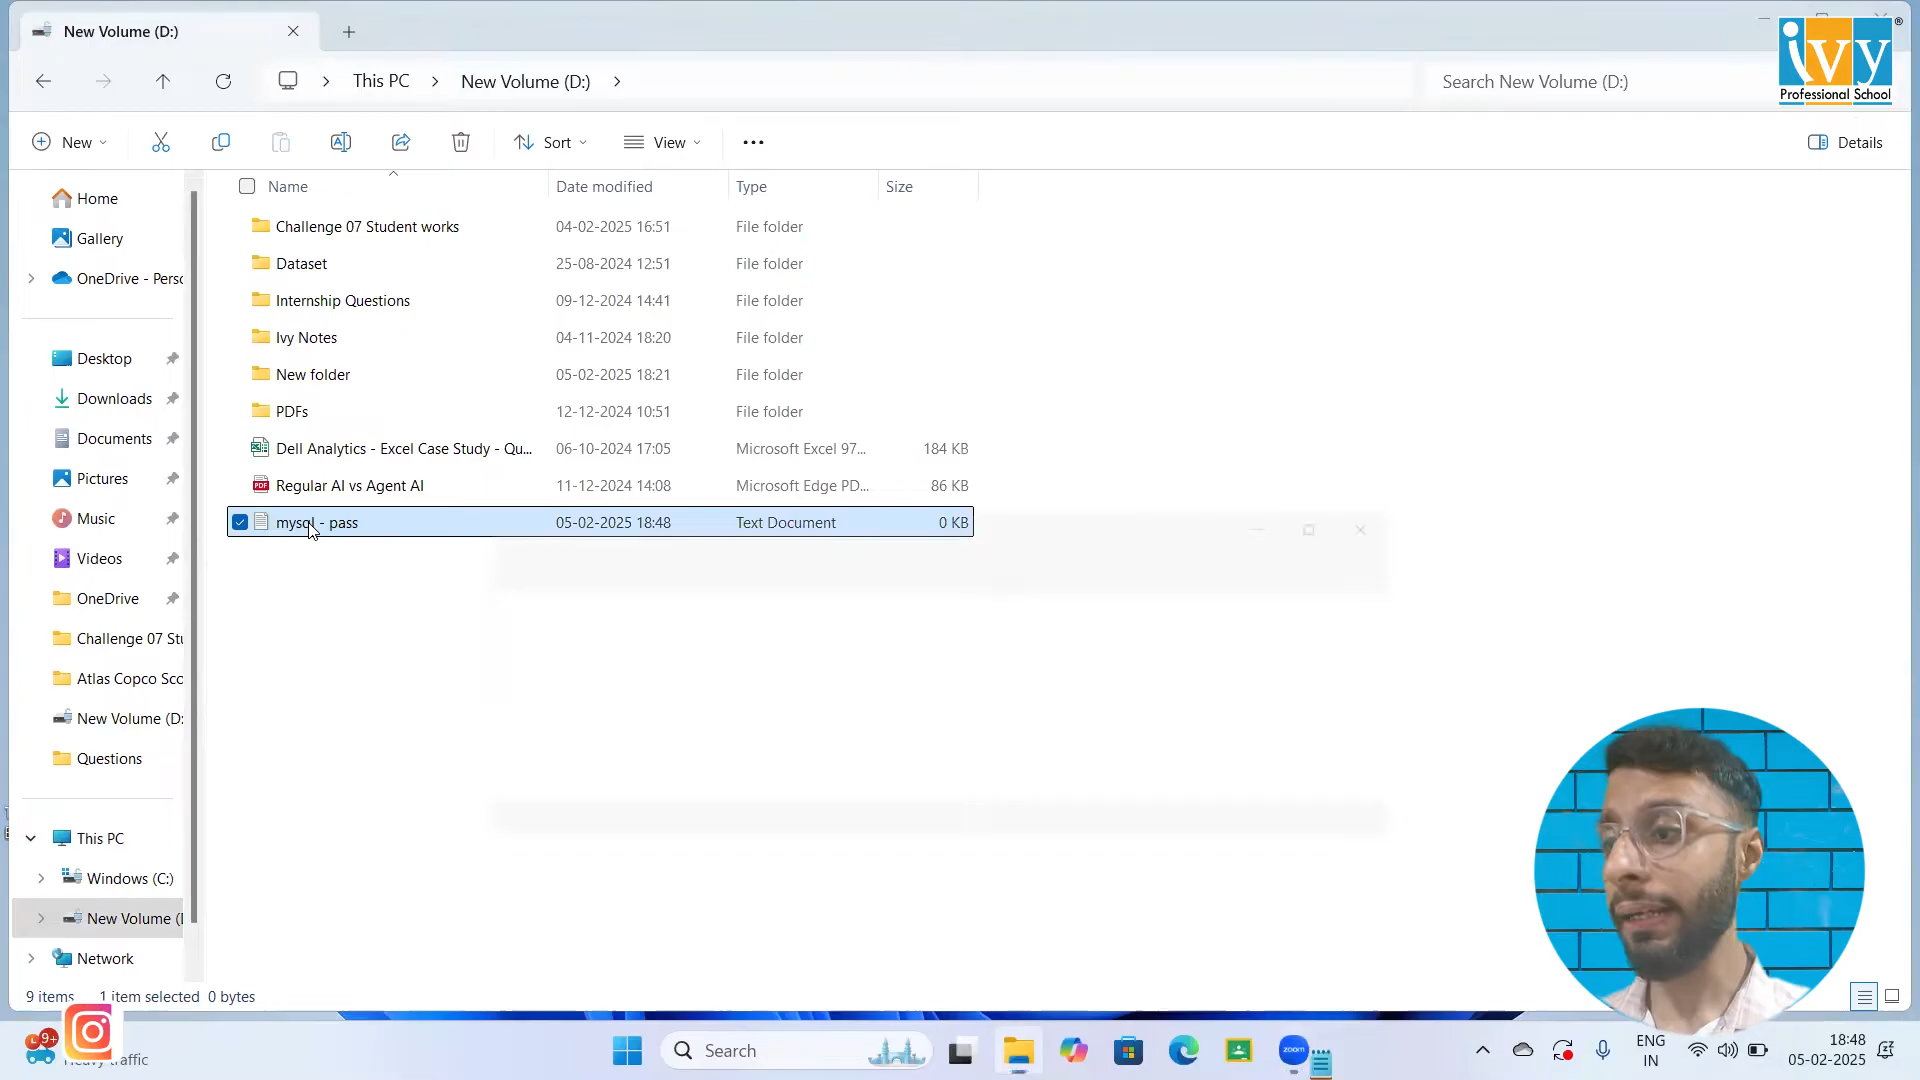 New Volume (D:)
This PC
New Volume (D:)
Search New Volume (D:)
ivy
Professional School
®
New
Sort
View
Details
Name
Date modified
Type
Size
Challenge 07 Student works
04-02-2025 16:51
File folder
Dataset
25-08-2024 12:51
File folder
Internship Questions
09-12-2024 14:41
File folder
Ivy Notes
04-11-2024 18:20
File folder
New folder
05-02-2025 18:21
File folder
PDFs
12-12-2024 10:51
File folder
Dell Analytics - Excel Case Study - Qu...
06-10-2024 17:05
Microsoft Excel 97...
184 KB
Regular AI vs Agent AI
11-12-2024 14:08
Microsoft Edge PD...
86 KB
mysql - pass
05-02-2025 18:48
Text Document
0 KB
Home
Gallery
OneDrive - Perso
Desktop
Downloads
Documents
Pictures
Music
Videos
OneDrive
Challenge 07 Stu
Atlas Copco Sco
New Volume (D:
Questions
This PC
Windows (C:)
New Volume (
Network
9 items
1 item selected
0 bytes
9+
Heavy traffic
Search
zoom
ENG
IN
18:48
05-02-2025